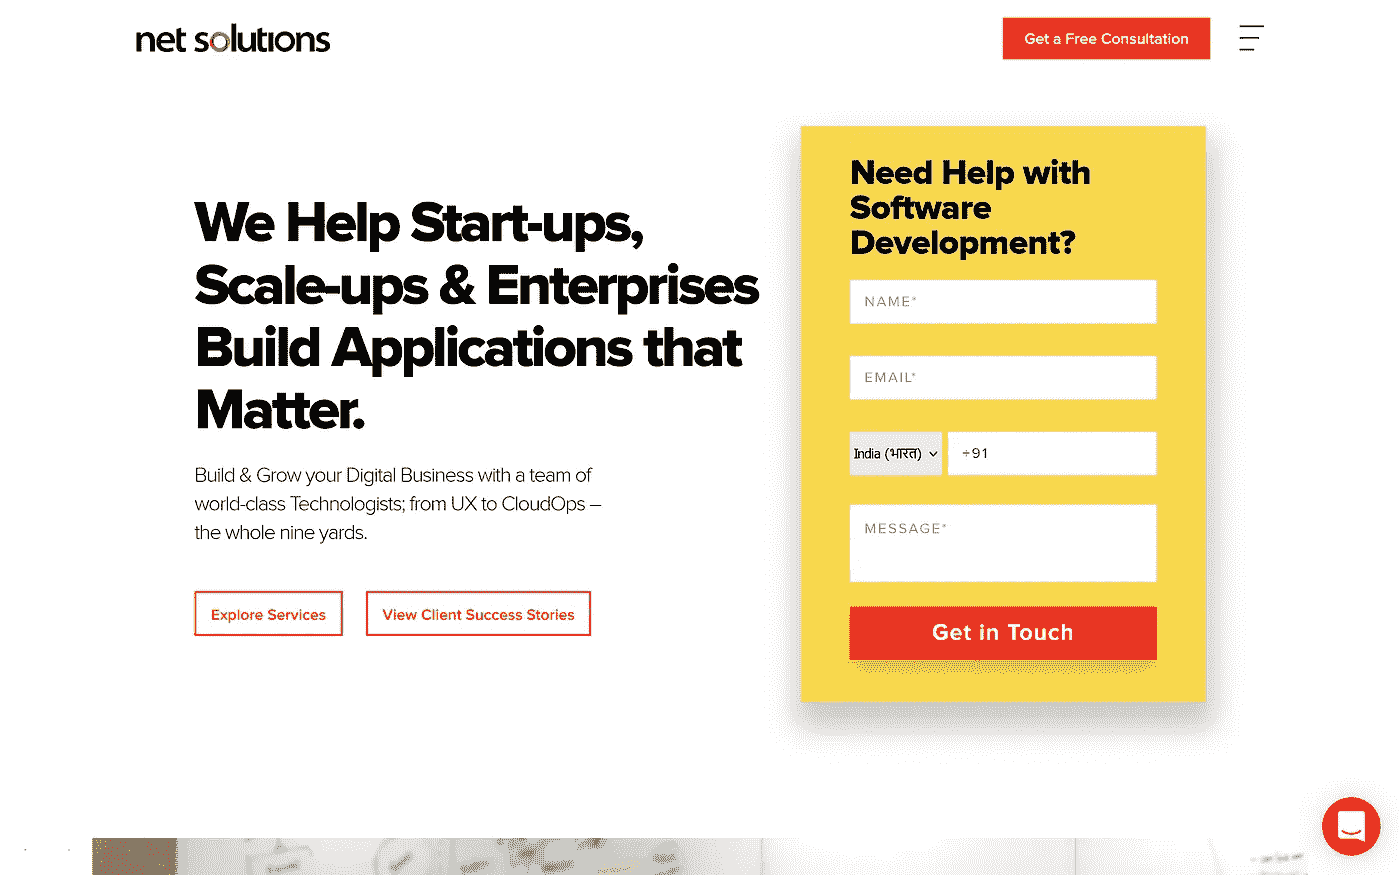 net solutions
Get a Free Consultation
We Help Start-ups,
Scale-ups & Enterprises
Build Applications that
Matter.
Build & Grow your Digital Business with a team of
world-class Technologists; from UX to CloudOps –
the whole nine yards.
Explore Services
View Client Success Stories
Need Help with
Software
Development?
NAME*
EMAIL*
India (भारत)
+91
MESSAGE*
Get in Touch